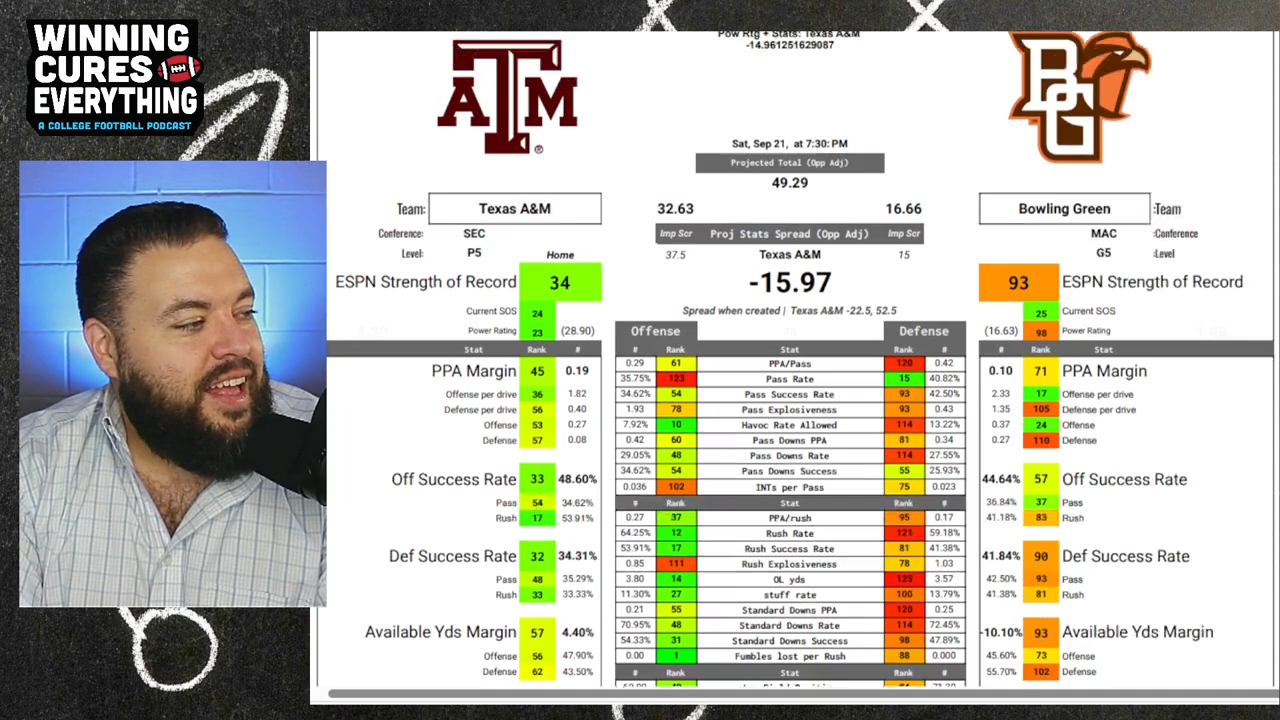 WINNING
CURES
EVERYTHING
A COLLEGE FOOTBALL PODCAST
Pow Rtg + Stats: Texas A&M
-14.961251629087
ATM ®
BG
Sat, Sep 21, at 7:30: PM
Projected Total (Opp Adj)
49.29
Team: Texas A&M 32.63 16.66 Bowling Green :Team
Conference: SEC Imp Scr Proj Stats Spread (Opp Adj) Imp Scr MAC :Conference
Level: P5 Home 37.5 Texas A&M 15 G5 :Level
ESPN Strength of Record 34 -15.97 93 ESPN Strength of Record
Current SOS 24 Spread when created | Texas A&M -22.5, 52.5 25 Current SOS
Power Rating 23 (28.90) Offense Defense (16.63) 98 Power Rating
Stat Rank # # Rank Stat Rank # # Rank Stat
PPA Margin 45 0.19 0.29 61 PPA/Pass 120 0.42 0.10 71 PPA Margin
35.75% 123 Pass Rate 15 40.82%
Offense per drive 36 1.82 34.62% 54 Pass Success Rate 93 42.50% 2.33 17 Offense per drive
Defense per drive 56 0.40 1.93 78 Pass Explosiveness 93 0.43 1.35 105 Defense per drive
Offense 53 0.27 7.92% 10 Havoc Rate Allowed 114 13.22% 0.37 24 Offense
Defense 57 0.08 0.42 60 Pass Downs PPA 81 0.34 0.27 110 Defense
29.05% 48 Pass Downs Rate 114 27.55%
Off Success Rate 33 48.60% 34.62% 54 Pass Downs Success 55 25.93% 44.64% 57 Off Success Rate
0.036 102 INTs per Pass 75 0.023
Pass 54 34.62% # Rank Stat Rank # 36.84% 37 Pass
Rush 17 53.91% 0.27 37 PPA/rush 95 0.17 41.18% 83 Rush
64.25% 12 Rush Rate 121 59.18%
53.91% 17 Rush Success Rate 81 41.38%
Def Success Rate 32 34.31% 0.85 111 Rush Explosiveness 78 1.03 41.84% 90 Def Success Rate
Pass 48 35.29% 3.80 14 OL yds 125 3.57 42.50% 93 Pass
Rush 33 33.33% 11.30% 27 stuff rate 100 13.79% 41.38% 81 Rush
0.21 55 Standard Downs PPA 120 0.25
Available Yds Margin 57 4.40% 70.95% 48 Standard Downs Rate 114 72.45% -10.10% 93 Available Yds Margin
54.33% 31 Standard Downs Success 98 47.89%
Offense 56 47.90% 0.00 1 Fumbles lost per Rush 88 0.000 45.60% 73 Offense
Defense 62 43.50% # Rank Stat Rank # 55.70% 102 Defense